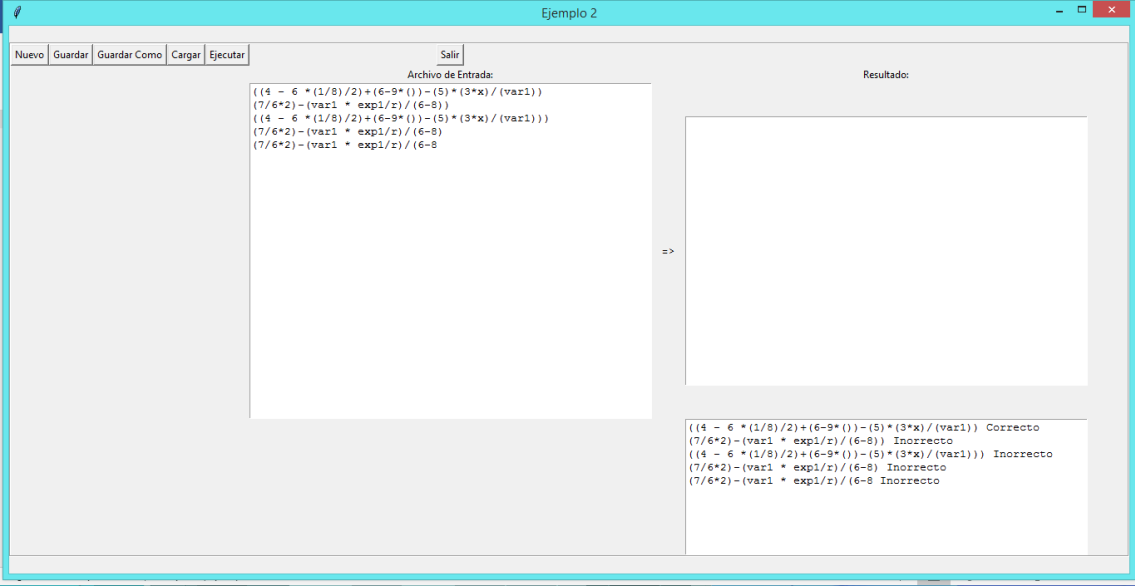 Ejemplo 2
Nuevo Guardar Guardar Como Cargar Ejecutar Salir
Archivo de Entrada:
((4 - 6 *(1/8)/2)+(6-9*())-(5)*(3*x)/(var1))
(7/6*2)-(var1 * exp1/r)/(6-8))
((4 - 6 *(1/8)/2)+(6-9*())-(5)*(3*x)/(var1)))
(7/6*2)-(var1 * exp1/r)/(6-8)
(7/6*2)-(var1 * exp1/r)/(6-8
=>
Resultado:
((4 - 6 *(1/8)/2)+(6-9*())-(5)*(3*x)/(var1)) Correcto
(7/6*2)-(var1 * exp1/r)/(6-8)) Inorrecto
((4 - 6 *(1/8)/2)+(6-9*())-(5)*(3*x)/(var1))) Inorrecto
(7/6*2)-(var1 * exp1/r)/(6-8) Inorrecto
(7/6*2)-(var1 * exp1/r)/(6-8 Inorrecto